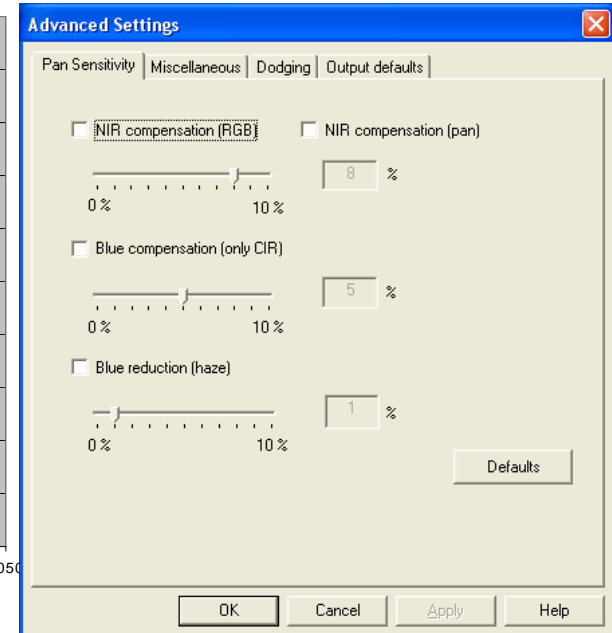 Advanced Settings
Pan Sensitivity Miscellaneous Dodging Output defaults
NIR compensation (RGB) NIR compensation (pan)
8 %
0 % 10 %
Blue compensation (only CIR)
5 %
0 % 10 %
Blue reduction (haze)
1 %
0 % 10 %
Defaults
050
OK Cancel Apply Help